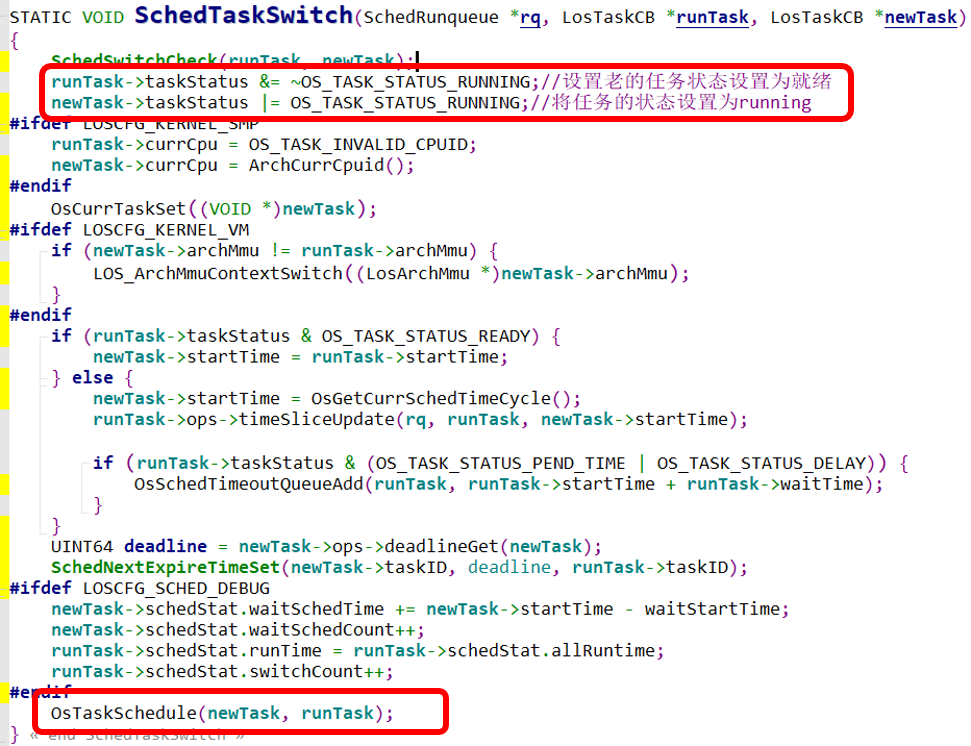 STATIC VOID SchedTaskSwitch(SchedRunqueue *rq, LosTaskCB *runTask, LosTaskCB *newTask)
{
    SchedSwitchCheck(runTask, newTask);
    runTask->taskStatus &= ~OS_TASK_STATUS_RUNNING;//设置老的任务状态设置为就绪
    newTask->taskStatus |= OS_TASK_STATUS_RUNNING;//将任务的状态设置为running
#ifdef LOSCFG_KERNEL_SMP
    runTask->currCpu = OS_TASK_INVALID_CPUID;
    newTask->currCpu = ArchCurrCpuid();
#endif
    OsCurrTaskSet((VOID *)newTask);
#ifdef LOSCFG_KERNEL_VM
    if (newTask->archMmu != runTask->archMmu) {
        LOS_ArchMmuContextSwitch((LosArchMmu *)newTask->archMmu);
    }
#endif
    if (runTask->taskStatus & OS_TASK_STATUS_READY) {
        newTask->startTime = runTask->startTime;
    } else {
        newTask->startTime = OsGetCurrSchedTimeCycle();
        runTask->ops->timeSliceUpdate(rq, runTask, newTask->startTime);
        if (runTask->taskStatus & (OS_TASK_STATUS_PEND_TIME | OS_TASK_STATUS_DELAY)) {
            OsSchedTimeoutQueueAdd(runTask, runTask->startTime + runTask->waitTime);
        }
    }
    UINT64 deadline = newTask->ops->deadlineGet(newTask);
    SchedNextExpireTimeSet(newTask->taskID, deadline, runTask->taskID);
#ifdef LOSCFG_SCHED_DEBUG
    newTask->schedStat.waitSchedTime += newTask->startTime - waitStartTime;
    newTask->schedStat.waitSchedCount++;
    runTask->schedStat.runTime = runTask->schedStat.allRuntime;
    runTask->schedStat.switchCount++;
#endif
    OsTaskSchedule(newTask, runTask);
} « end SchedTaskSwitch »